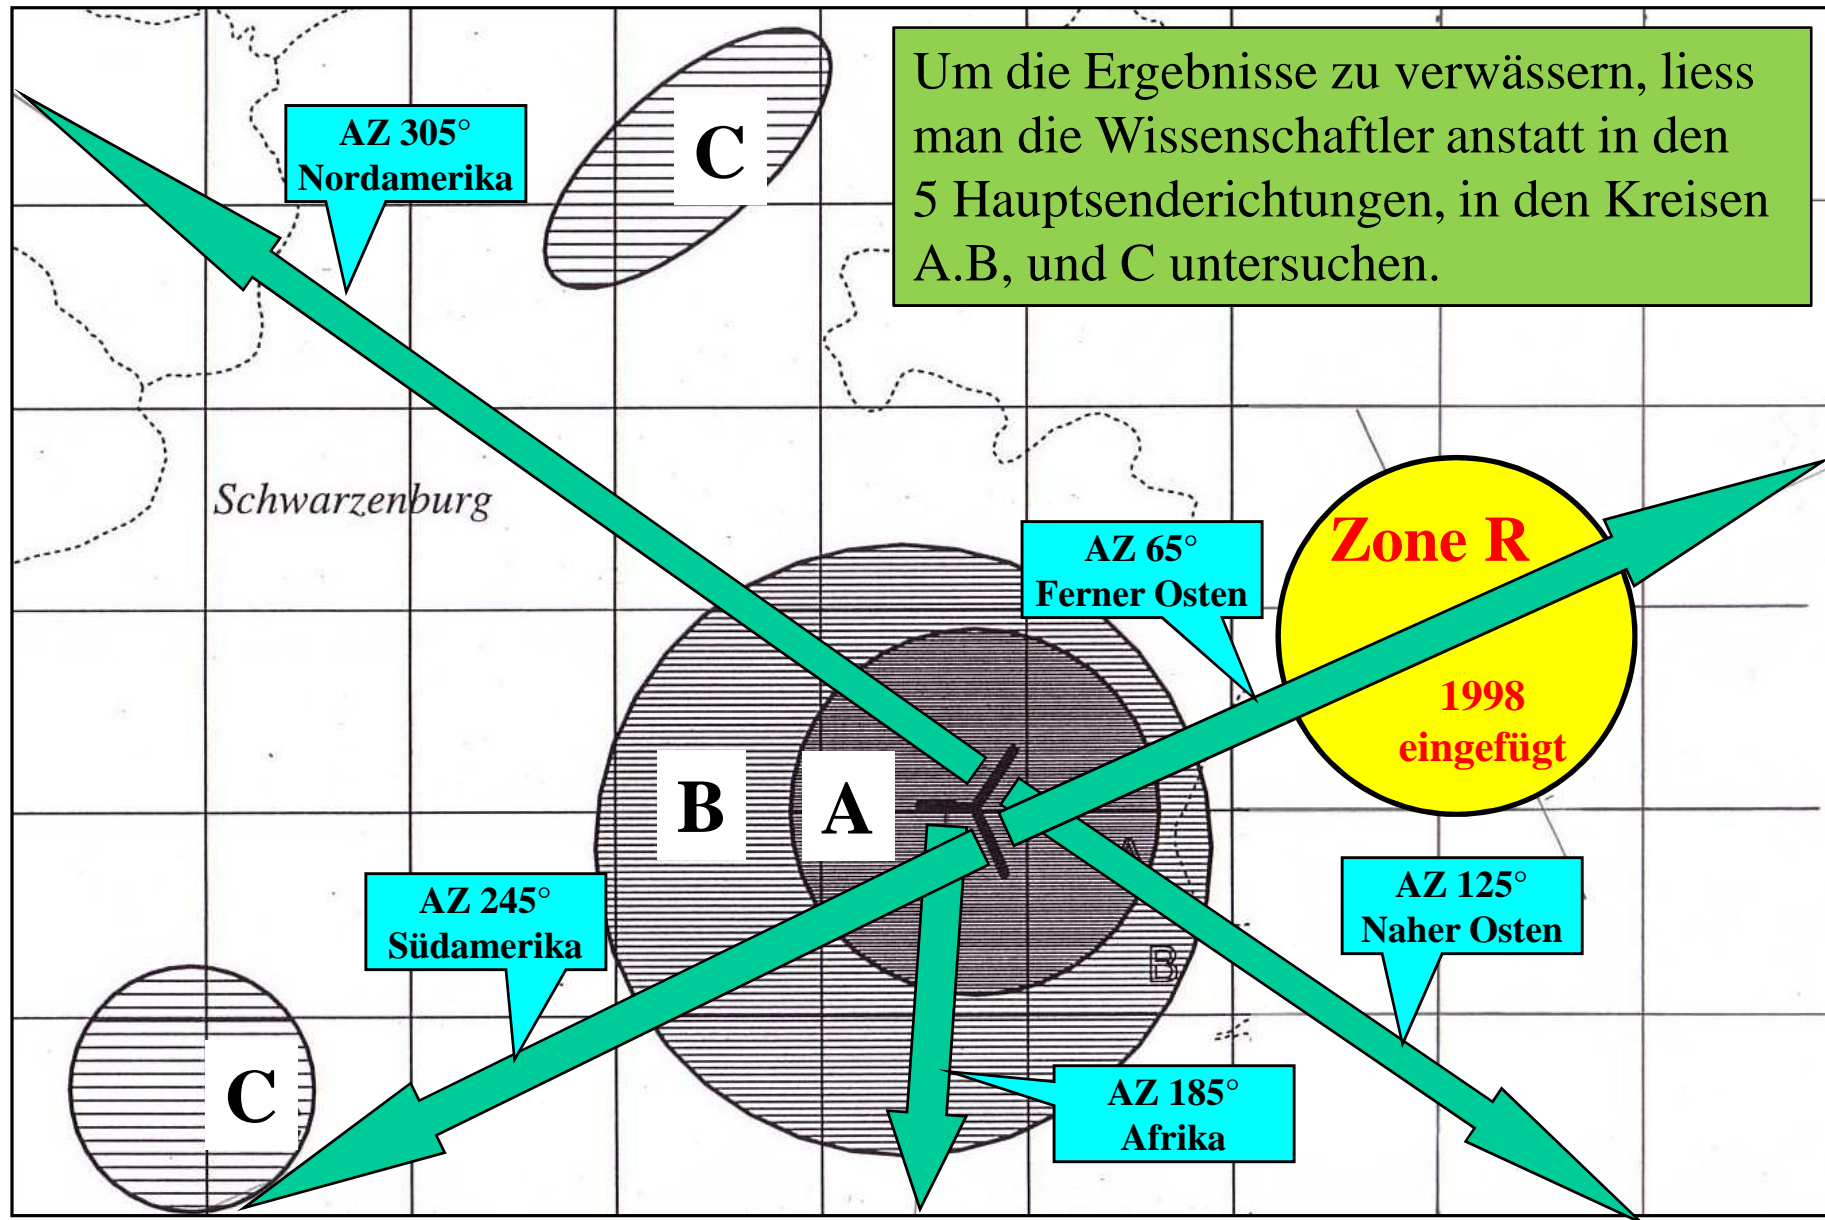 Um die Ergebnisse zu verwässern, liess
man die Wissenschaftler anstatt in den
5 Hauptsenderichtungen, in den Kreisen
A.B, und C untersuchen.
AZ 305°
Nordamerika
C
Schwarzenburg
AZ 65°
Ferner Osten
Zone R
1998
eingefügt
B
A
A
B
AZ 245°
Südamerika
AZ 125°
Naher Osten
C
AZ 185°
Afrika